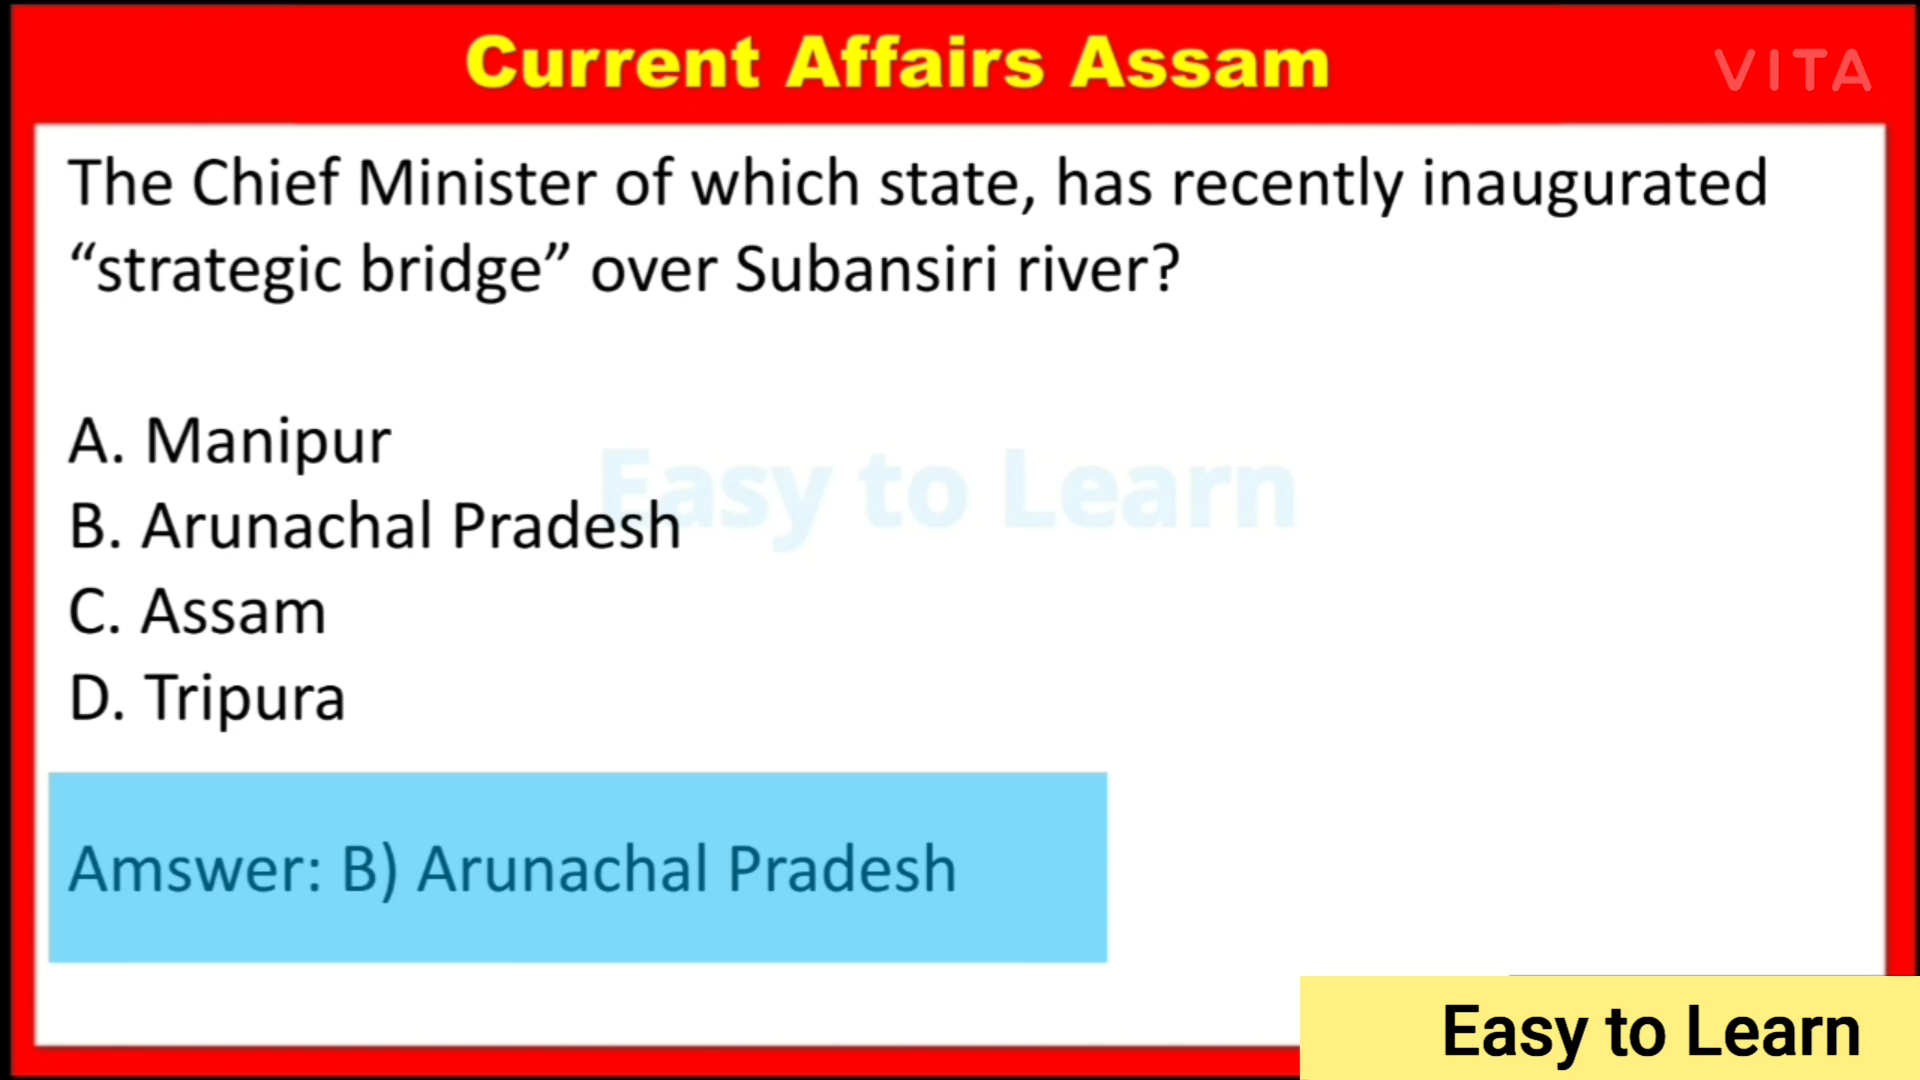 Current Affairs Assam
VITA
The Chief Minister of which state, has recently inaugurated
“strategic bridge” over Subansiri river?
A. Manipur
Easy to Learn
B. Arunachal Pradesh
C. Assam
D. Tripura
Amswer: B) Arunachal Pradesh
Easy to Learn